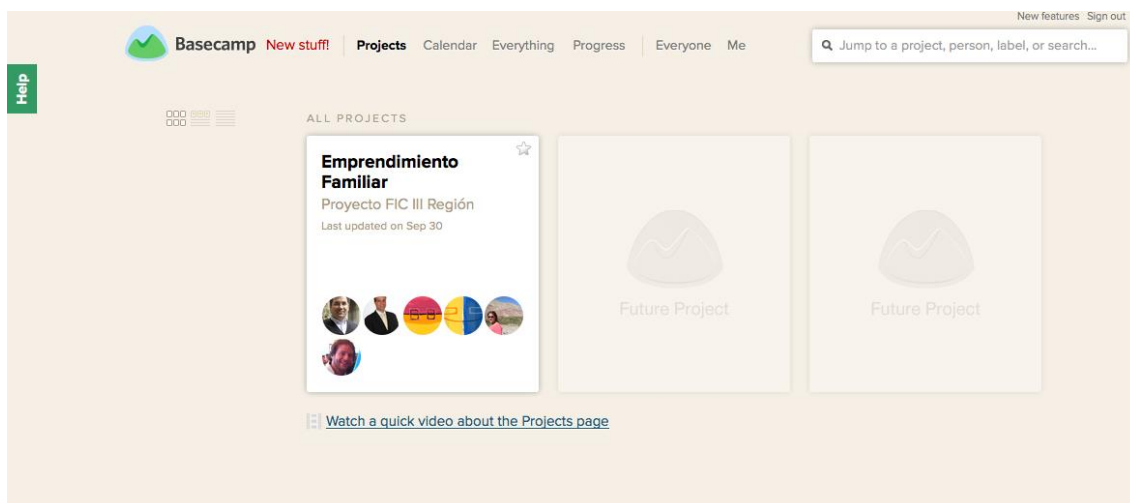 New features Sign out
Basecamp New stuff! Projects Calendar Everything Progress Everyone Me
Jump to a project, person, label, or search...
Help
ALL PROJECTS
Emprendimiento
Familiar
Proyecto FIC III Región
Last updated on Sep 30
Future Project
Future Project
Watch a quick video about the Projects page